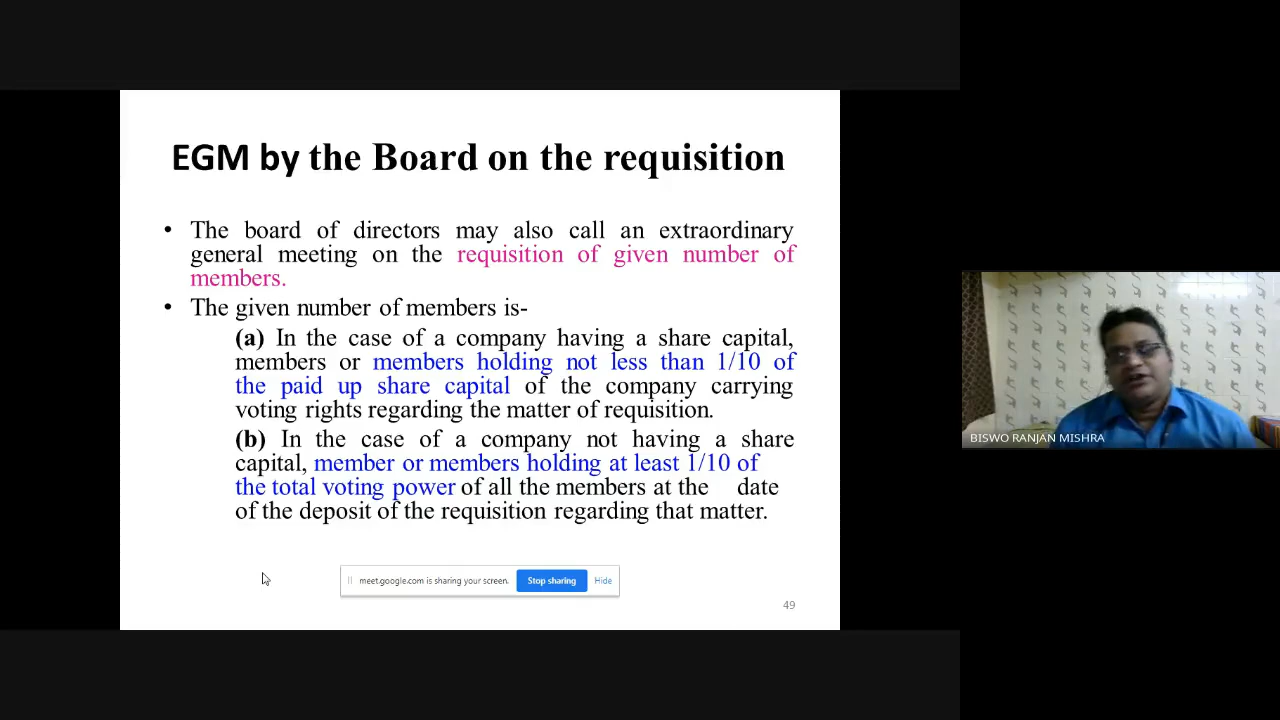 EGM by the Board on the requisition
• The board of directors may also call an extraordinary
general meeting on the requisition of given number of
members.
• The given number of members is-
(a) In the case of a company having a share capital,
members or members holding not less than 1/10 of
the paid up share capital of the company carrying
voting rights regarding the matter of requisition.
(b) In the case of a company not having a share
capital, member or members holding at least 1/10 of
the total voting power of all the members at the date
of the deposit of the requisition regarding that matter.
meet.google.com is sharing your screen. Stop sharing Hide
49
BISWO RANJAN MISHRA